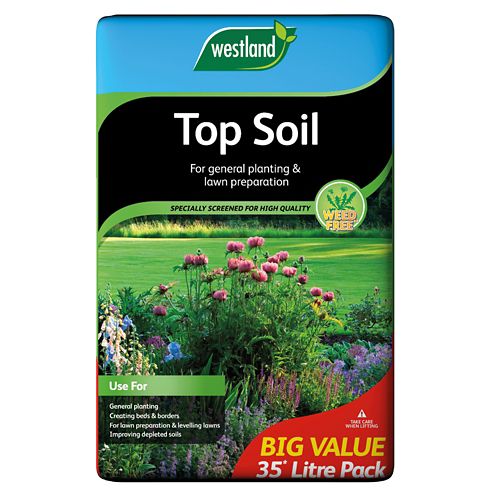 westland
Top Soil
For general planting &
lawn preparation
SPECIALLY SCREENED FOR HIGH QUALITY
WEED
FREE*
Use For
General planting
Creating beds & borders
For lawn preparation & levelling lawns
Improving depleted soils
TAKE CARE
WHEN LIFTING
BIG VALUE
35* Litre Pack